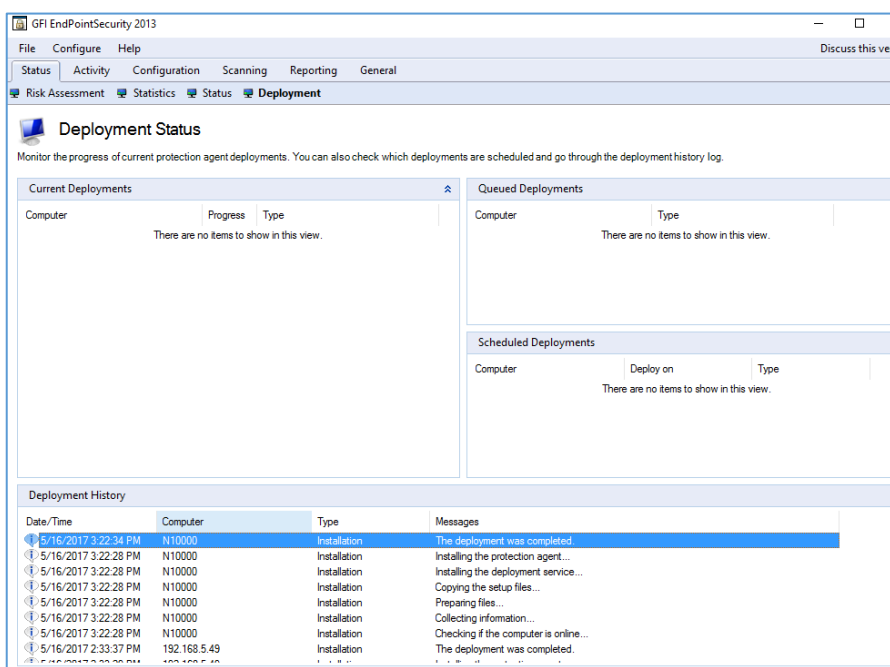 GFI EndPointSecurity 2013
File Configure Help Discuss this ve
Status Activity Configuration Scanning Reporting General
Risk Assessment Statistics Status Deployment
Deployment Status
Monitor the progress of current protection agent deployments. You can also check which deployments are scheduled and go through the deployment history log.
Current Deployments
Computer Progress Type
There are no items to show in this view.
Queued Deployments
Computer Type
There are no items to show in this view.
Scheduled Deployments
Computer Deploy on Type
There are no items to show in this view.
Deployment History
Date/Time Computer Type Messages
5/16/2017 3:22:34 PM N10000 Installation The deployment was completed.
5/16/2017 3:22:28 PM N10000 Installation Installing the protection agent...
5/16/2017 3:22:28 PM N10000 Installation Installing the deployment service...
5/16/2017 3:22:28 PM N10000 Installation Copying the setup files...
5/16/2017 3:22:28 PM N10000 Installation Preparing files...
5/16/2017 3:22:28 PM N10000 Installation Collecting information...
5/16/2017 3:22:28 PM N10000 Installation Checking if the computer is online...
5/16/2017 2:33:37 PM 192.168.5.49 Installation The deployment was completed.